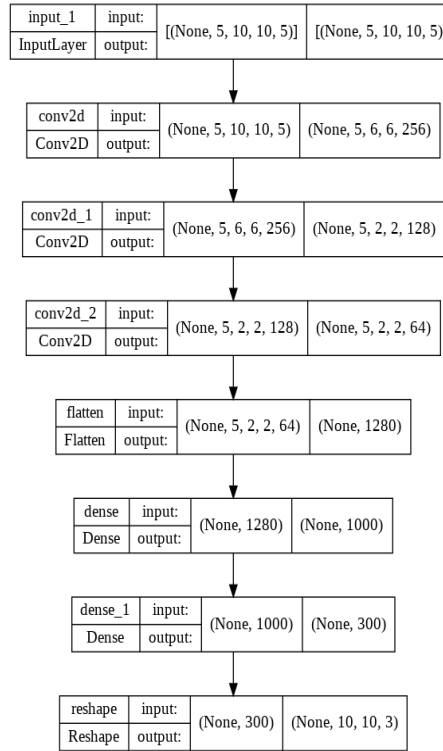 input_1 input: [(None, 5, 10, 10, 5)] [(None, 5, 10, 10, 5)
InputLayer output:
conv2d input: (None, 5, 10, 10, 5) (None, 5, 6, 6, 256)
Conv2D output:
conv2d_1 input: (None, 5, 6, 6, 256) (None, 5, 2, 2, 128)
Conv2D output:
conv2d_2 input: (None, 5, 2, 2, 128) (None, 5, 2, 2, 64)
Conv2D output:
flatten input: (None, 5, 2, 2, 64) (None, 1280)
Flatten output:
dense input: (None, 1280) (None, 1000)
Dense output:
dense_1 input: (None, 1000) (None, 300)
Dense output:
reshape input: (None, 300) (None, 10, 10, 3)
Reshape output: